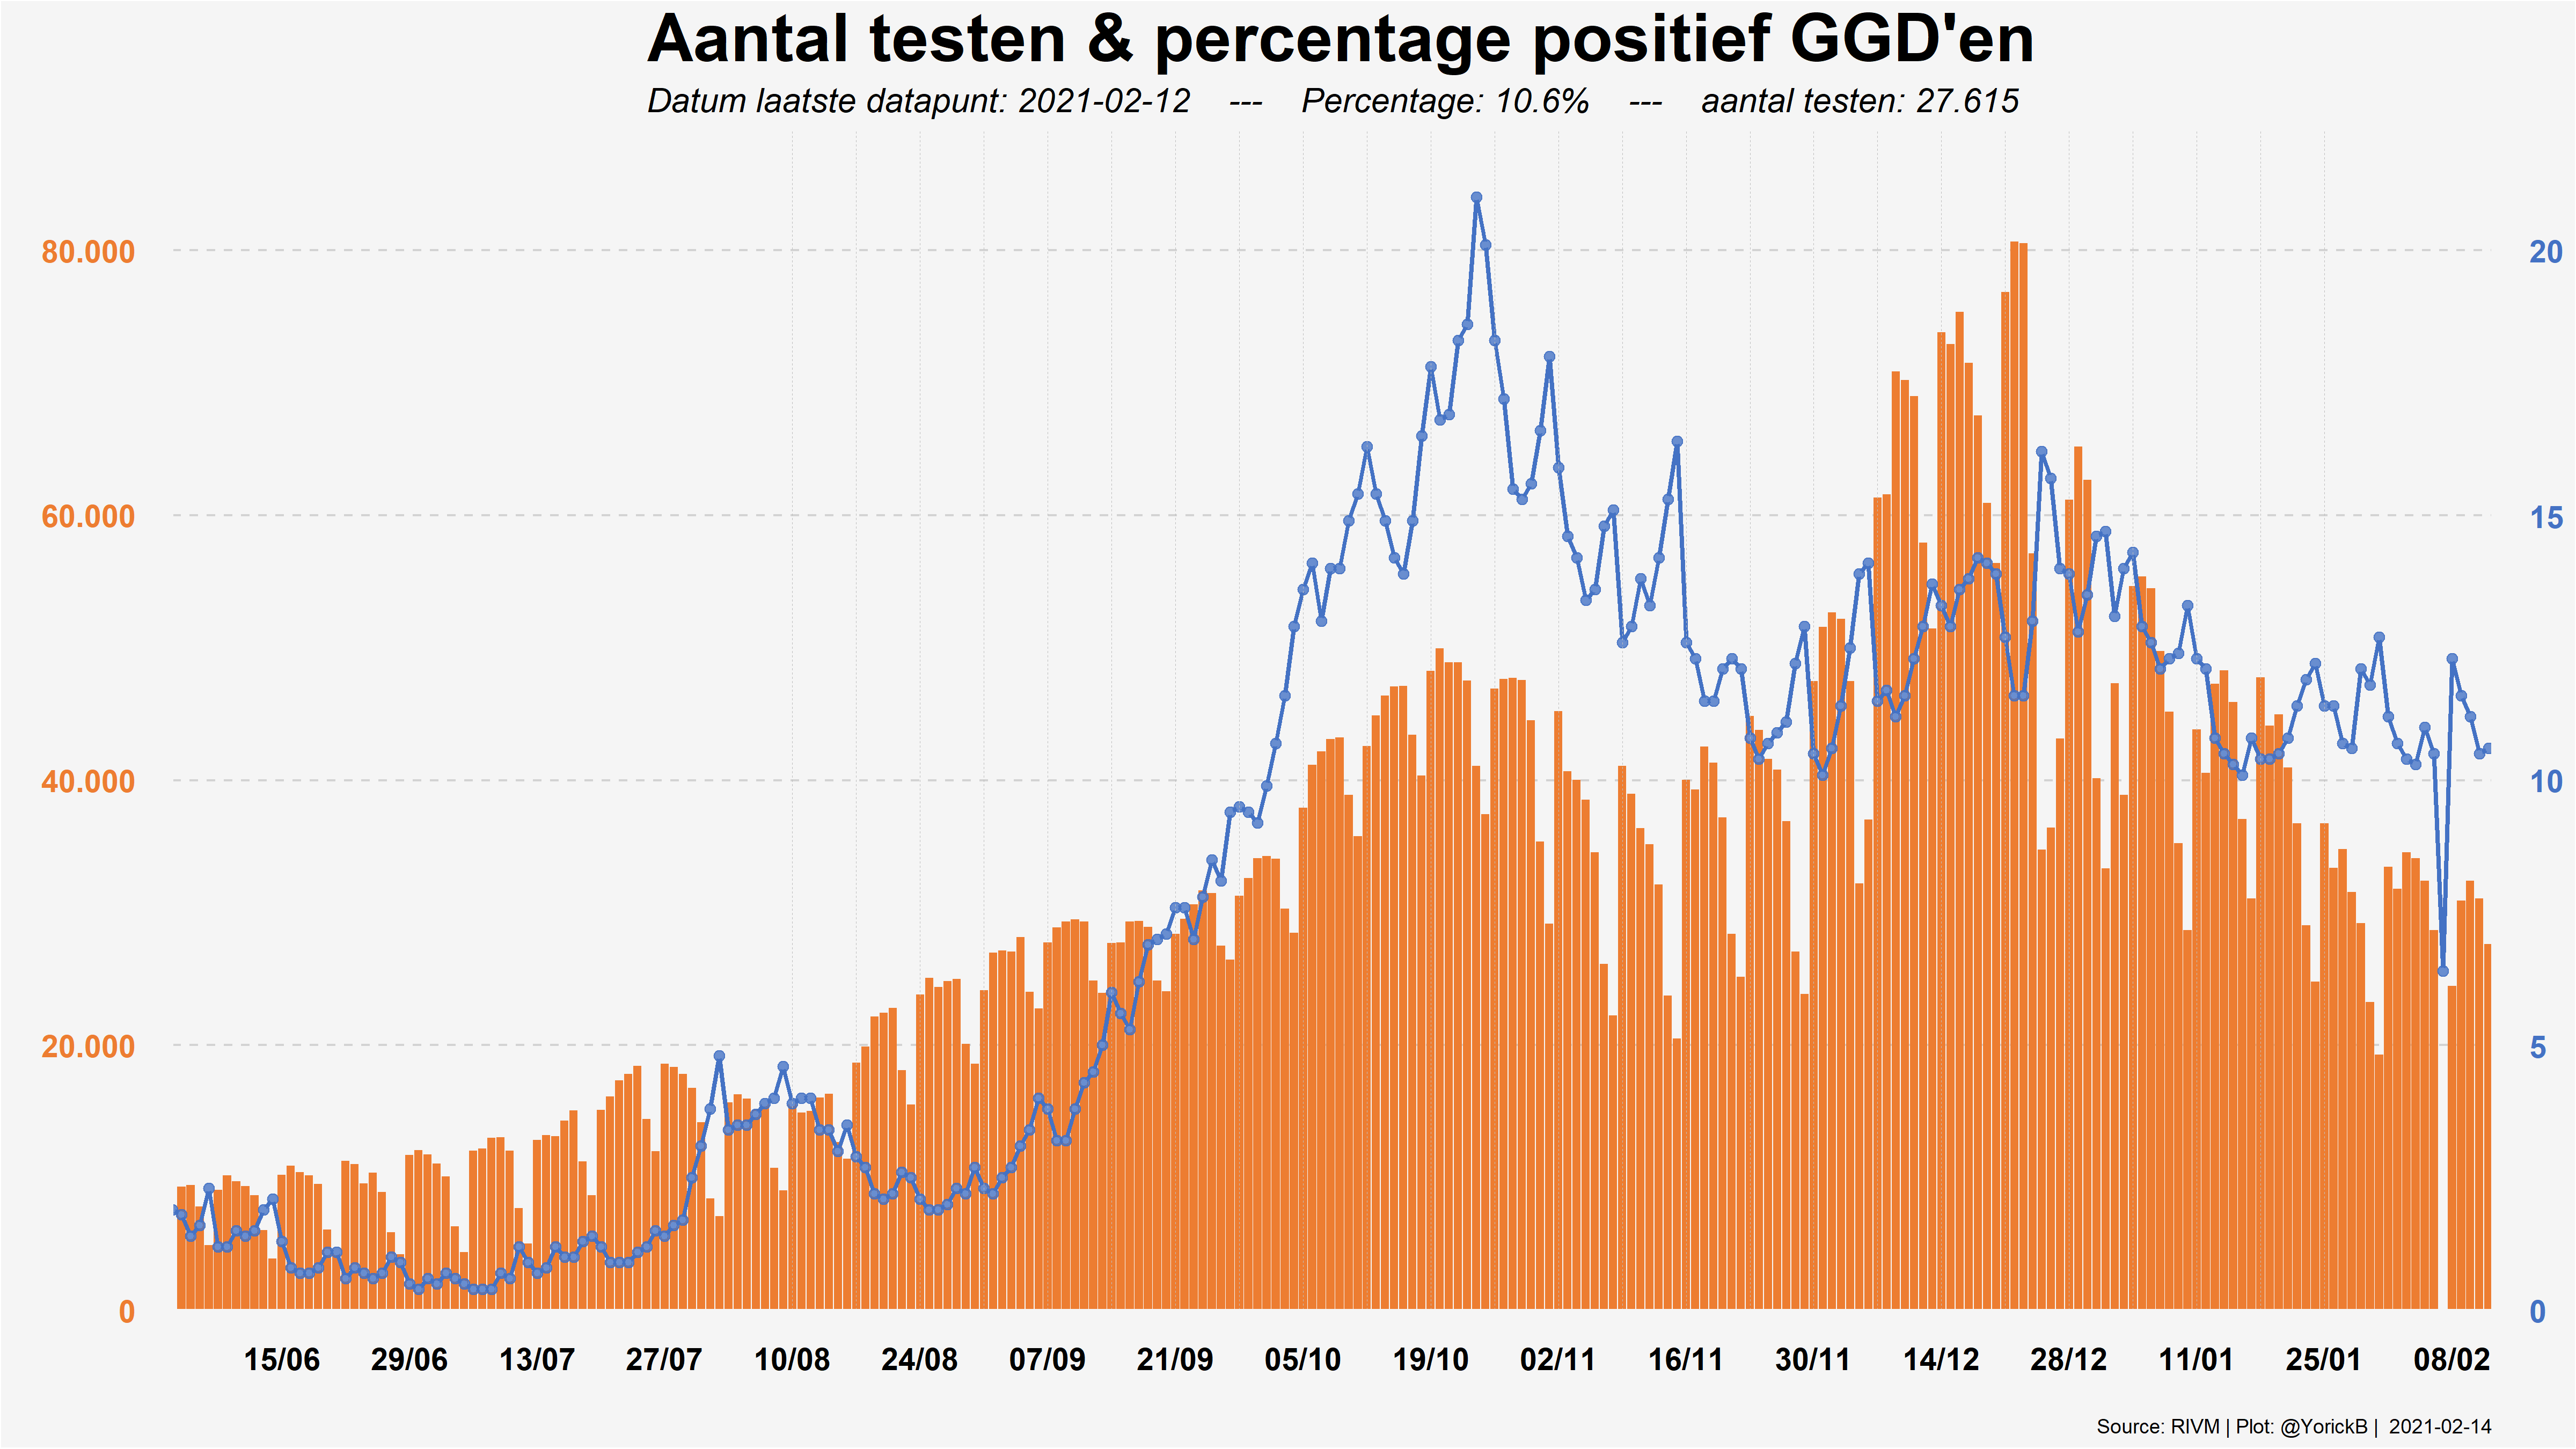 Aantal testen & percentage positief GGD'en
Datum laatste datapunt: 2021-02-12 --- Percentage: 10.6% --- aantal testen: 27.615
80.000
60.000
40.000
20.000
0
20
15
10
5
0
15/06 29/06 13/07 27/07 10/08 24/08 07/09 21/09 05/10 19/10 02/11 16/11 30/11 14/12 28/12 11/01 25/01 08/02
Source: RIVM | Plot: @YorickB | 2021-02-14